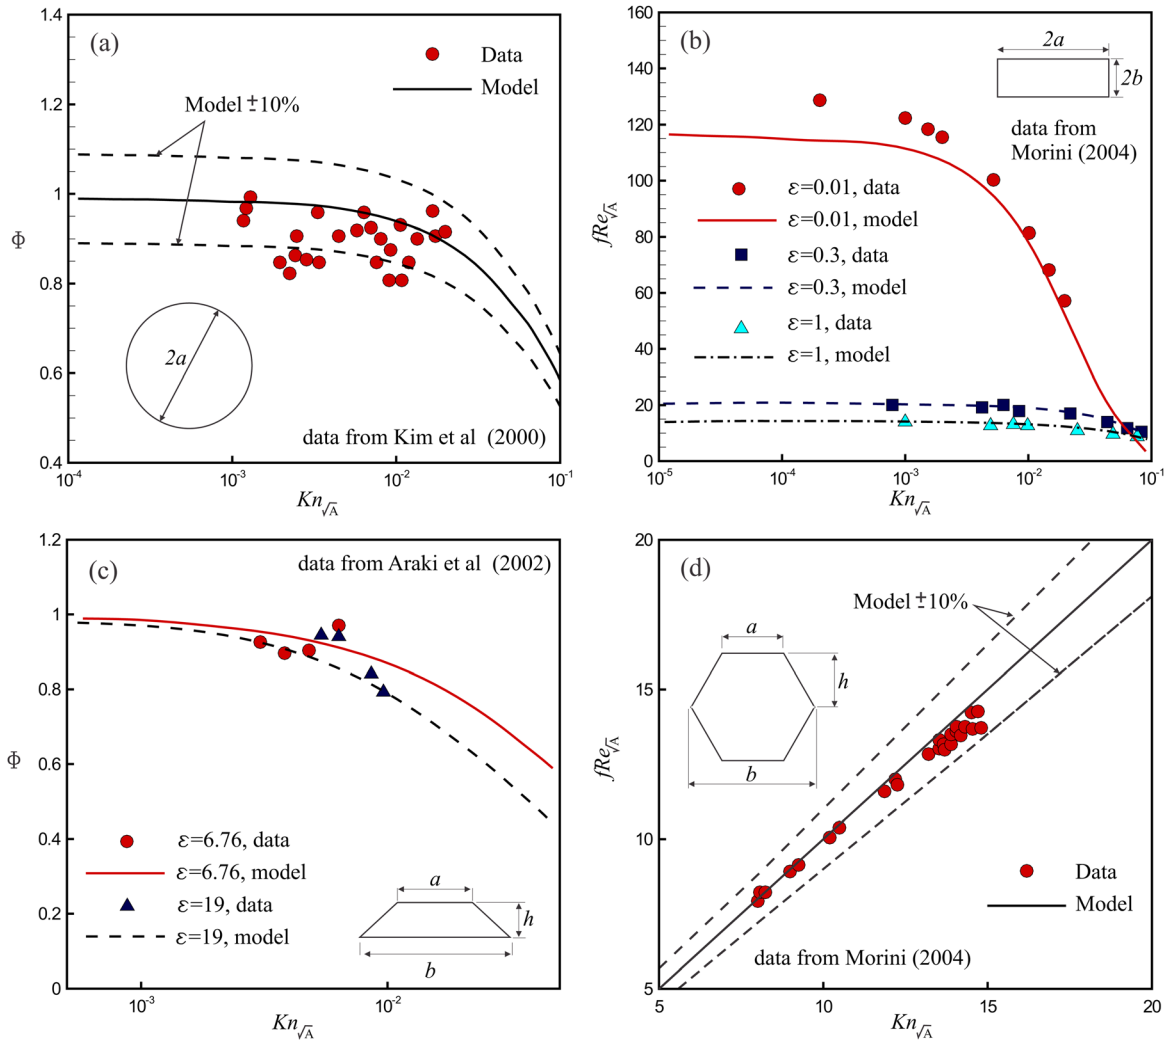 (a)
1.4
1.2
1
0.8
0.6
0.4
Φ
Data
Model
Model ±10%
2a
data from Kim et al (2000)
10-4
10-3
10-2
10-1
Kn√A
(b)
160
140
120
100
80
60
40
20
0
fRe√A
2a
2b
data from
Morini (2004)
ε=0.01, data
ε=0.01, model
ε=0.3, data
ε=0.3, model
ε=1, data
ε=1, model
10-5
10-4
10-3
10-2
10-1
Kn√A
(c)
1.2
1
0.8
0.6
0.4
0.2
0
Φ
data from Araki et al (2002)
ε=6.76, data
ε=6.76, model
ε=19, data
ε=19, model
a
h
b
10-3
10-2
Kn√A
(d)
20
15
10
5
fRe√A
Model ±10%
a
h
b
Data
Model
data from Morini (2004)
5
10
15
20
Kn√A